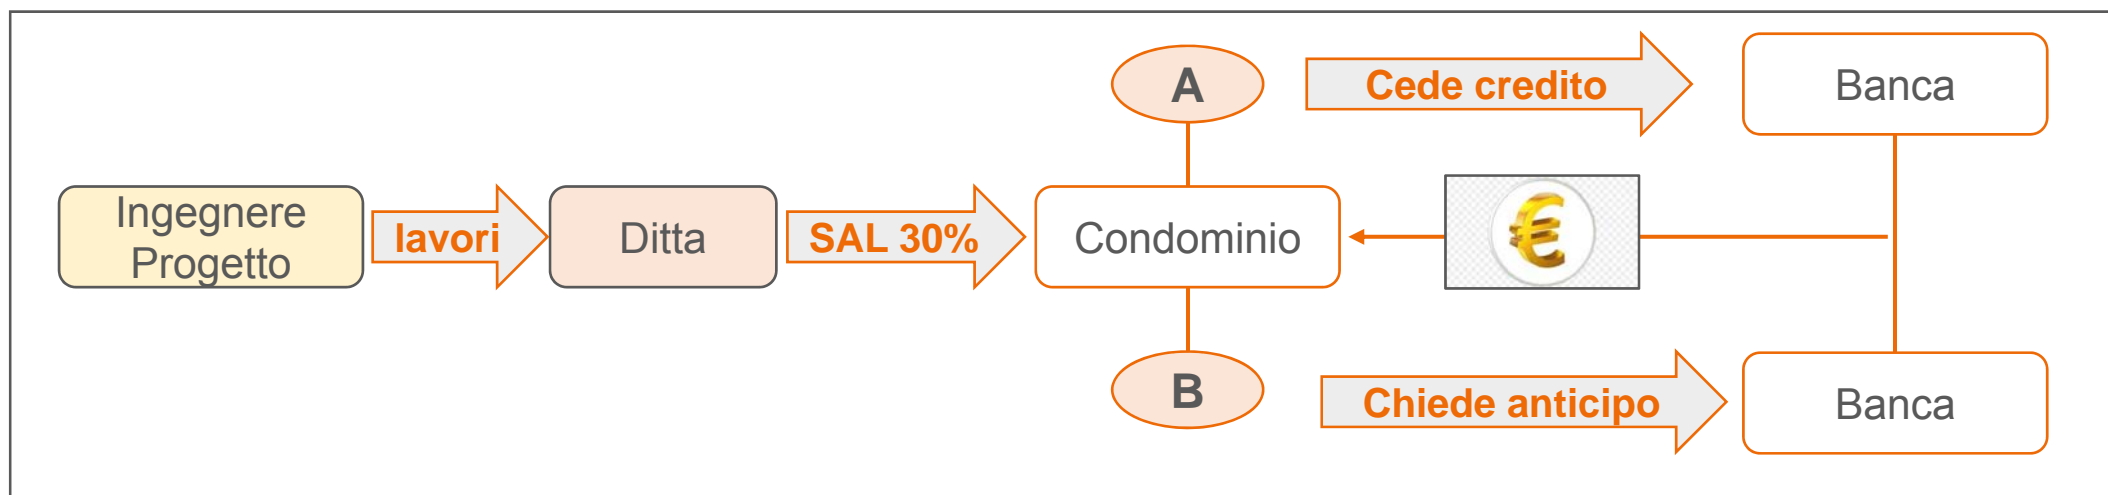 A
Cede credito
Banca
Ingegnere
Progetto
lavori
Ditta
SAL 30%
Condominio
€
B
Chiede anticipo
Banca